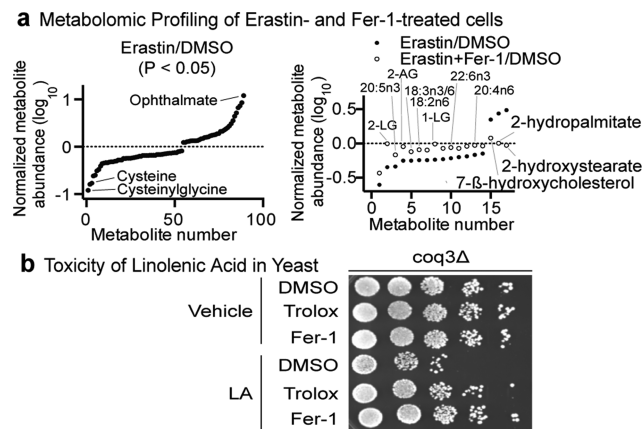 a Metabolomic Profiling of Erastin- and Fer-1-treated cells
Erastin/DMSO
(P < 0.05)
Normalized metabolite
abundance (log10)
1
0
-1
Ophthalmate
Cysteine
Cysteinylglycine
0
50
100
Metabolite number
Erastin/DMSO
Erastin+Fer-1/DMSO
Normalized metabolite
abundance (log10)
0.5
0.0
-0.5
2-AG
22:6n3
20:5n3
18:3n3/6
20:4n6
18:2n6
2-LG
1-LG
2-hydroxypalmitate
2-hydroxystearate
7-ß-hydroxycholesterol
0
5
10
15
Metabolite number
b Toxicity of Linolenic Acid in Yeast
coq3Δ
Vehicle
DMSO
Trolox
Fer-1
LA
DMSO
Trolox
Fer-1